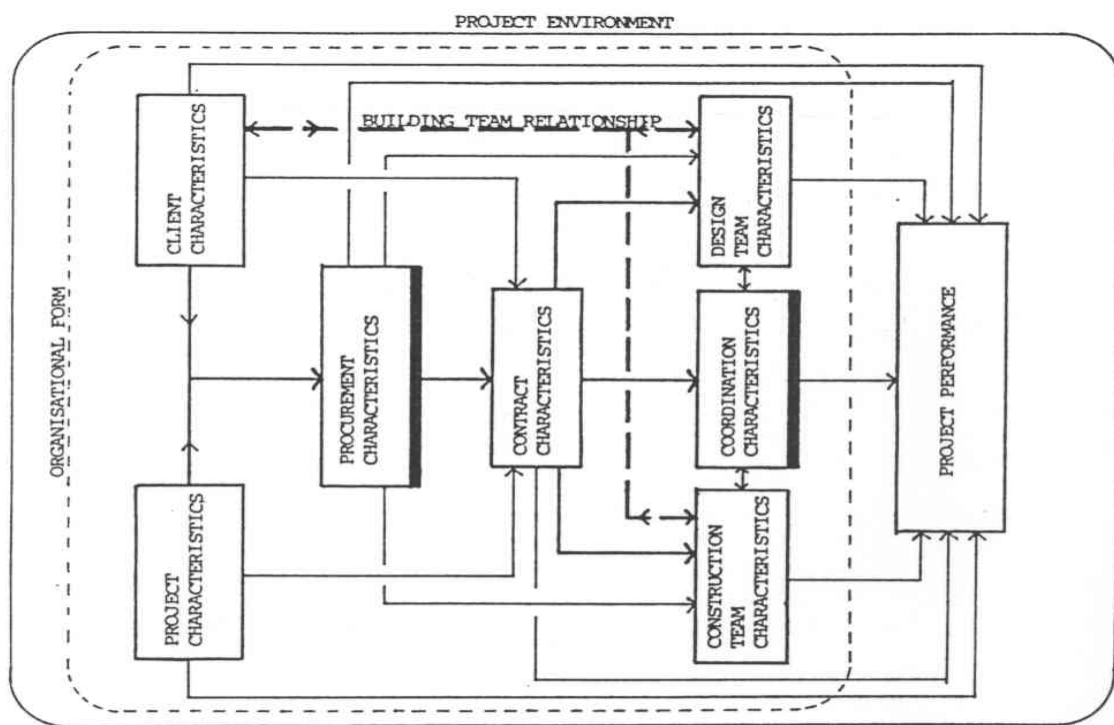 PROJECT ENVIRONMENT
ORGANISATIONAL FORM
CLIENT
CHARACTERISTICS
BUILDING TEAM RELATIONSHIP
DESIGN
TEAM
CHARACTERISTICS
PROCUREMENT
CHARACTERISTICS
CONTRACT
CHARACTERISTICS
COORDINATION
CHARACTERISTICS
PROJECT PERFORMANCE
PROJECT
CHARACTERISTICS
CONSTRUCTION
TEAM
CHARACTERISTICS